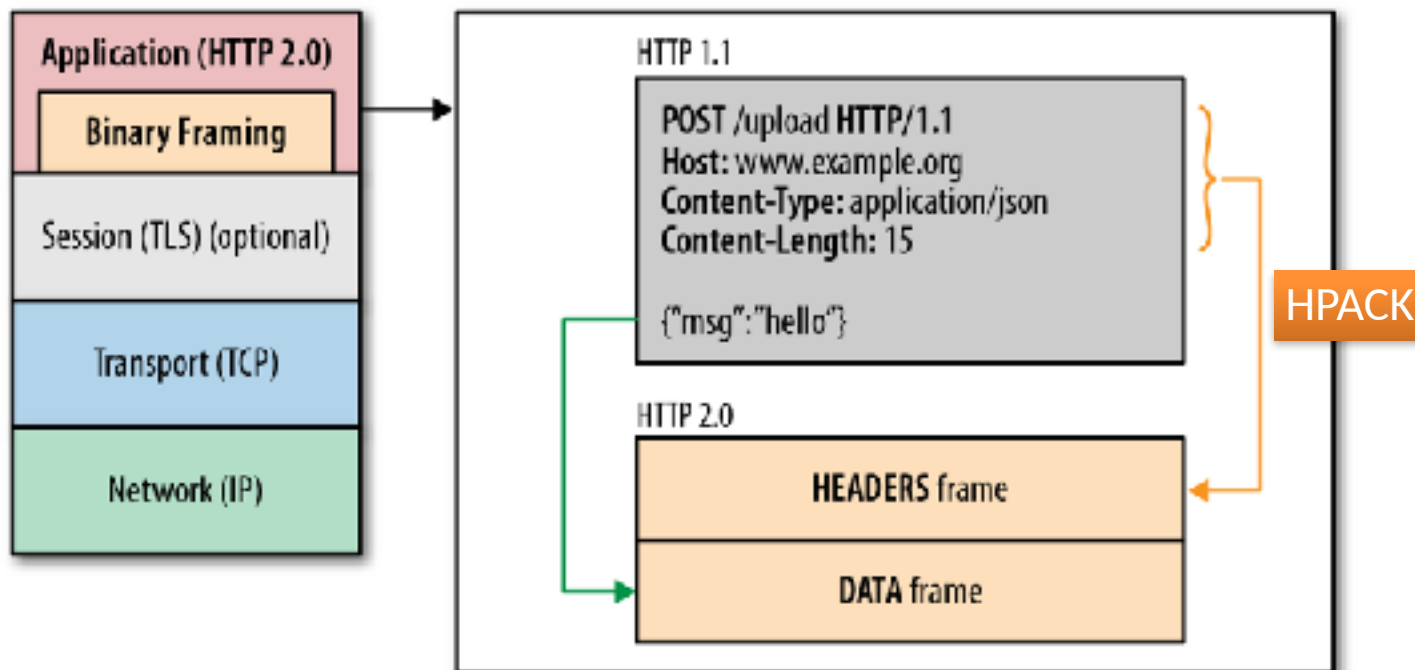 Application (HTTP 2.0)
Binary Framing
Session (TLS) (optional)
Transport (TCP)
Network (IP)
HTTP 1.1
POST /upload HTTP/1.1
Host: www.example.org
Content-Type: application/json
Content-Length: 15
{"msg":"hello"}
HPACK
HTTP 2.0
HEADERS frame
DATA frame